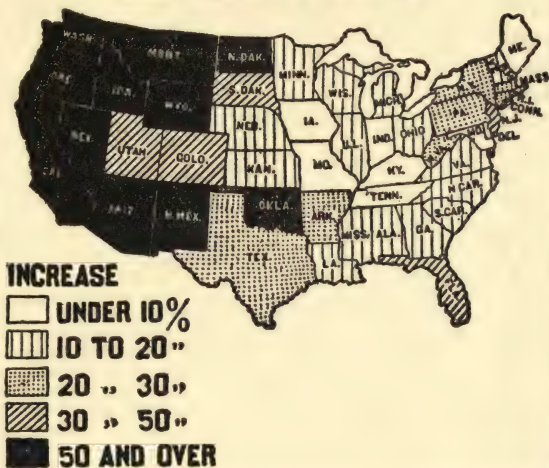 WASH. MONT. N.DAK. MINN. ME.
ORE. IDA. WYO. S.DAK. WIS. MICH. MASS.
NEV. NEB. IA. PA. R.I. CONN.
CAL. UTAH. COLO. KAN. MO. ILL. IND. OHIO N.J.
MD. DEL.
KY. VA.
ARIZ. N.MEX. OKLA. ARK. TENN. N.CAR.
S.CAR.
TEX. LA. MISS. ALA. GA.
INCREASE
UNDER 10%
10 TO 20 "
20 " 30 "
30 " 50 "
50 AND OVER